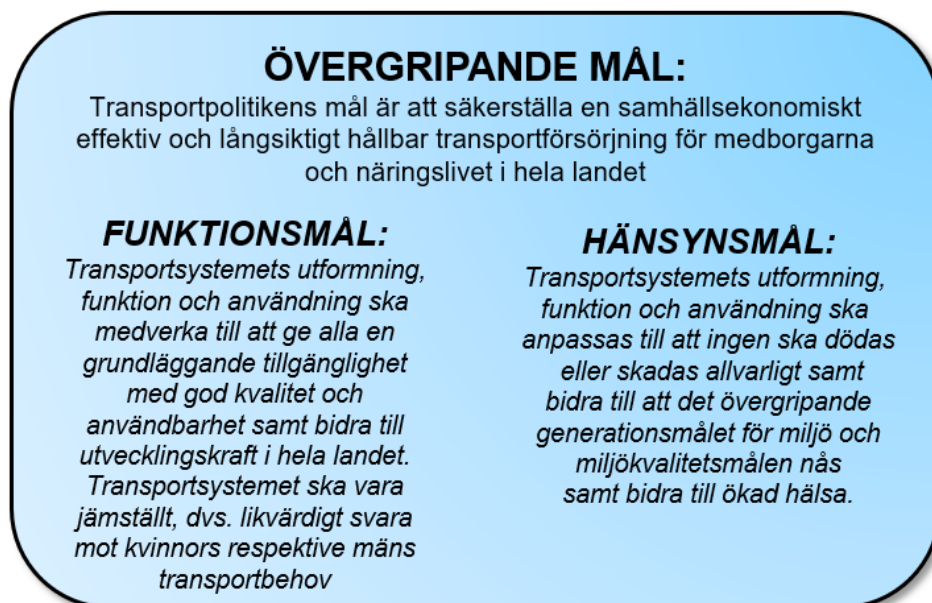 ÖVERGRIPANDE MÅL:
Transportpolitikens mål är att säkerställa en samhällsekonomiskt
effektiv och långsiktigt hållbar transportförsörjning för medborgarna
och näringslivet i hela landet
FUNKTIONSMÅL:
Transportsystemets utformning,
funktion och användning ska
medverka till att ge alla en
grundläggande tillgänglighet
med god kvalitet och
användbarhet samt bidra till
utvecklingskraft i hela landet.
Transportsystemet ska vara
jämställt, dvs. likvärdigt svara
mot kvinnors respektive mäns
transportbehov
HÄNSYNSMÅL:
Transportsystemets utformning,
funktion och användning ska
anpassas till att ingen ska dödas
eller skadas allvarligt samt
bidra till att det övergripande
generationsmålet för miljö och
miljökvalitetsmålen nås
samt bidra till ökad hälsa.